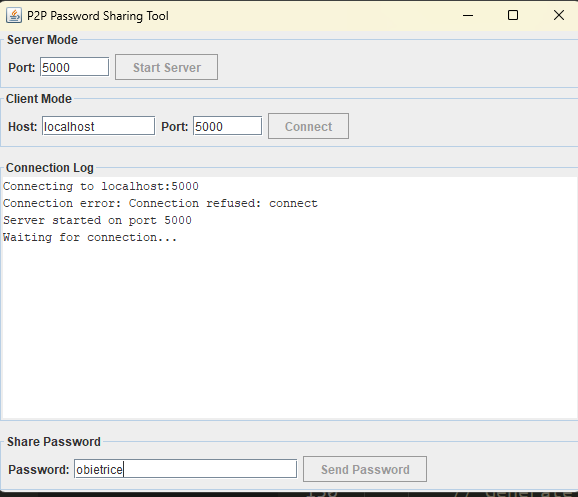 P2P Password Sharing Tool
Server Mode
Port: 5000 Start Server
Client Mode
Host: localhost Port: 5000 Connect
Connection Log
Connecting to localhost:5000
Connection error: Connection refused: connect
Server started on port 5000
Waiting for connection...
Share Password
Password: obietrice Send Password
// Generate